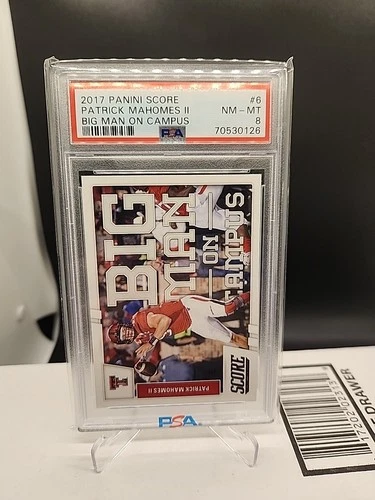 2017 PANINI SCORE #6
PATRICK MAHOMES II NM - MT
BIG MAN ON CAMPUS 8
PSA 70530126
BIG
MAN
ON
CAMPUS
SCORE
PATRICK MAHOMES II
PSA
DRAWER